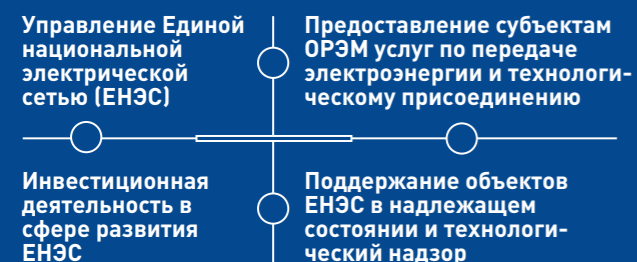 Управление Единой
национальной
электрической
сетью (ЕНЭС)
Предоставление субъектам
ОРЭМ услуг по передаче
электроэнергии и технологи-
ческому присоединению
Инвестиционная
деятельность в
сфере развития
ЕНЭС
Поддержание объектов
ЕНЭС в надлежащем
состоянии и технологи-
ческий надзор